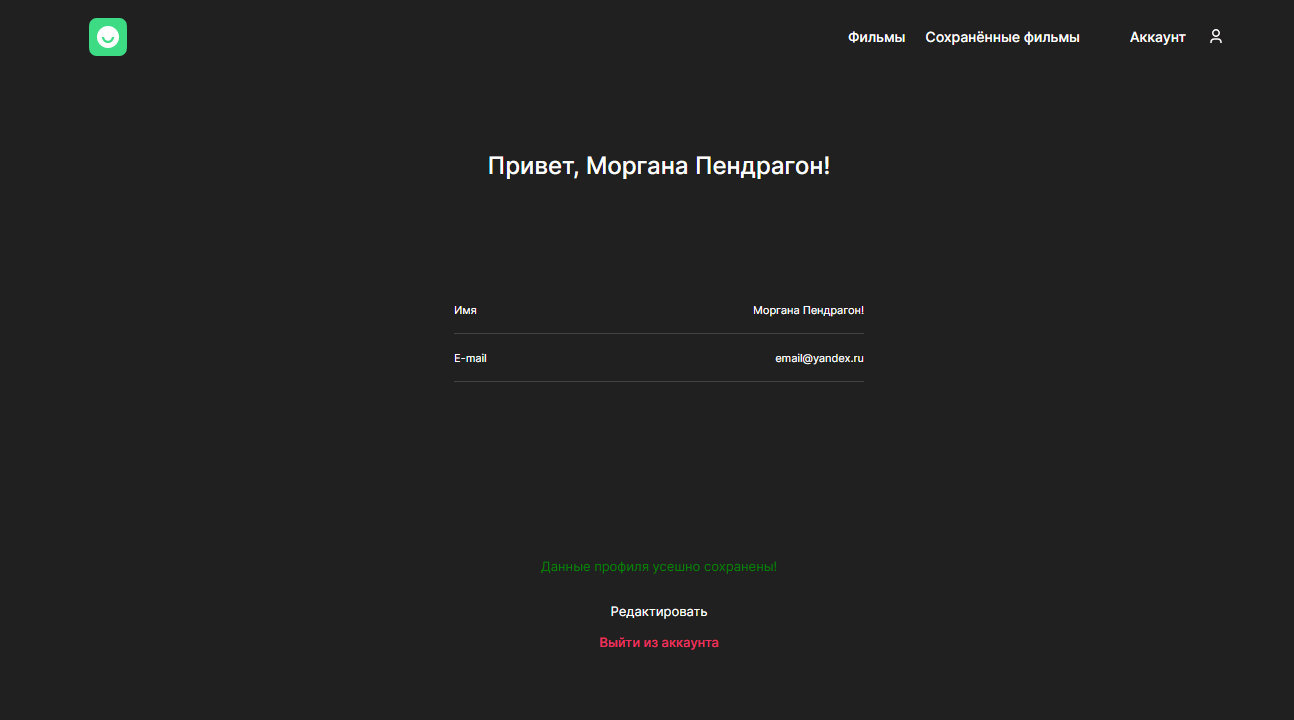 Фильмы Сохранённые фильмы Аккаунт
Привет, Моргана Пендрагон!
Имя Моргана Пендрагон!
E-mail email@yandex.ru
Данные профиля усешно сохранены!
Редактировать
Выйти из аккаунта